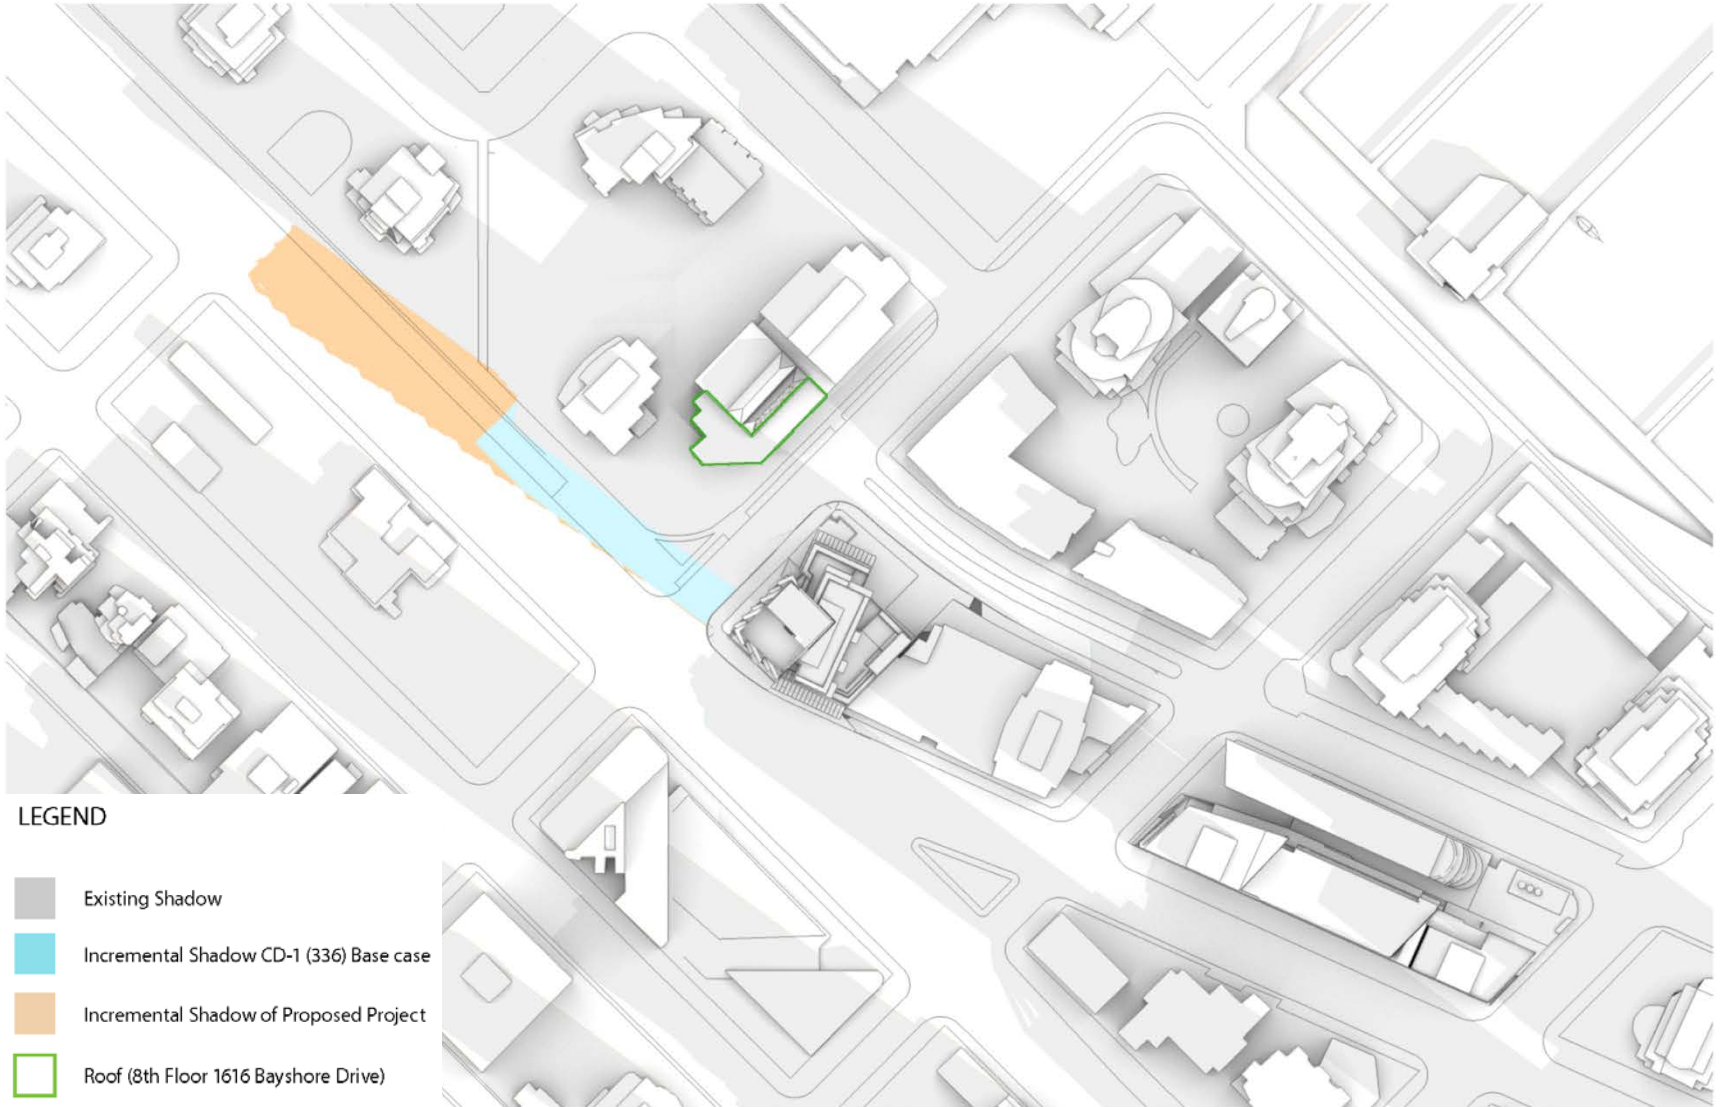 LEGEND
Existing Shadow
Incremental Shadow CD-1 (336) Base case
Incremental Shadow of Proposed Project
Roof (8th Floor 1616 Bayshore Drive)